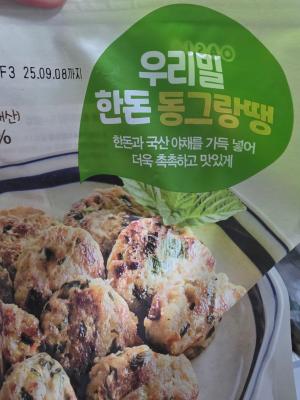 F3 25.09.08까지
우리밀
한돈 동그랑땡
한돈과 국산 야채를 가득 넣어
더욱 촉촉하고 맛있게
산)
%